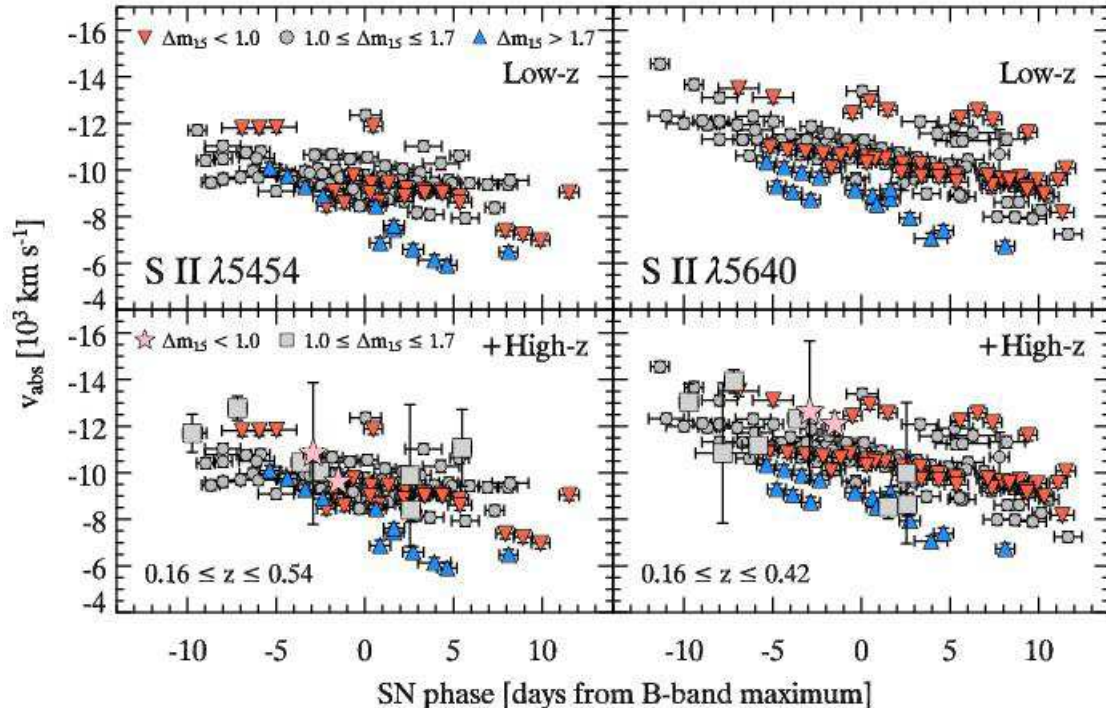 Δm₁₅ < 1.0 1.0 ≤ Δm₁₅ ≤ 1.7 Δm₁₅ > 1.7
Low-z
Low-z
-16
-14
-12
-10
-8
-6
-4
S II λ5454
S II λ5640
v_abs [10³ km s⁻¹]
Δm₁₅ < 1.0 1.0 ≤ Δm₁₅ ≤ 1.7
+High-z
+High-z
-16
-14
-12
-10
-8
-6
-4
0.16 ≤ z ≤ 0.54
0.16 ≤ z ≤ 0.42
-10 -5 0 5 10 -10 -5 0 5 10
SN phase [days from B-band maximum]